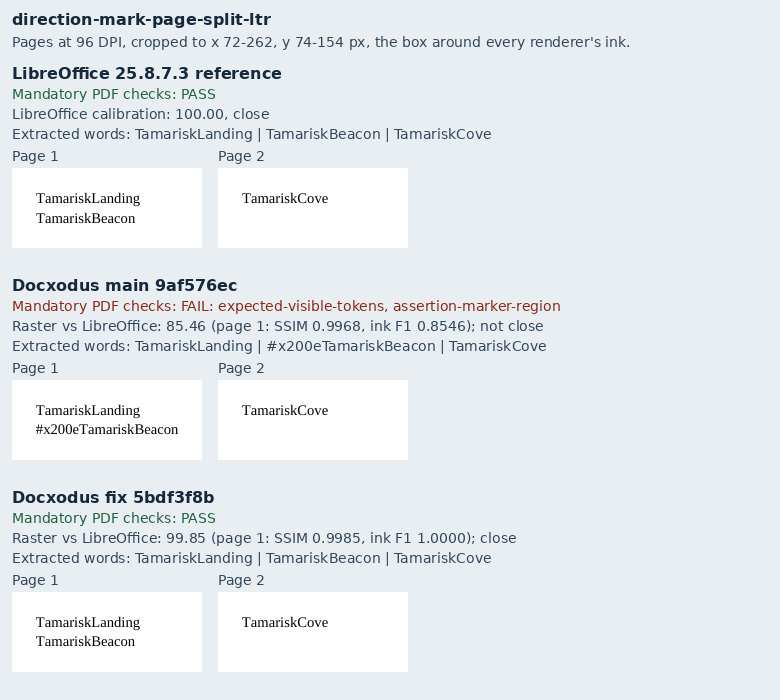 direction-mark-page-split-ltr
Pages at 96 DPI, cropped to x 72-262, y 74-154 px, the box around every renderer's ink.
LibreOffice 25.8.7.3 reference
Mandatory PDF checks: PASS
LibreOffice calibration: 100.00, close
Extracted words: TamariskLanding | TamariskBeacon | TamariskCove
Page 1
TamariskLanding
TamariskBeacon
Page 2
TamariskCove
Docxodus main 9af576ec
Mandatory PDF checks: FAIL: expected-visible-tokens, assertion-marker-region
Raster vs LibreOffice: 85.46 (page 1: SSIM 0.9968, ink F1 0.8546); not close
Extracted words: TamariskLanding | #x200eTamariskBeacon | TamariskCove
Page 1
TamariskLanding
#x200eTamariskBeacon
Page 2
TamariskCove
Docxodus fix 5bdf3f8b
Mandatory PDF checks: PASS
Raster vs LibreOffice: 99.85 (page 1: SSIM 0.9985, ink F1 1.0000); close
Extracted words: TamariskLanding | TamariskBeacon | TamariskCove
Page 1
TamariskLanding
TamariskBeacon
Page 2
TamariskCove